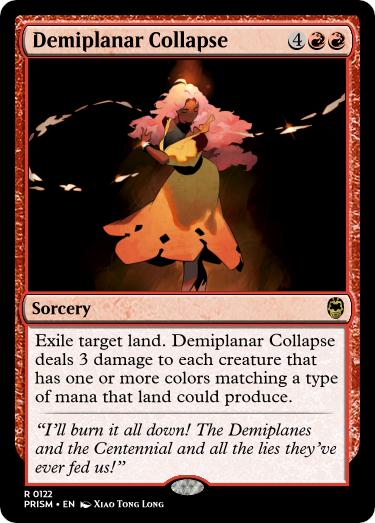 Demiplanar Collapse 4
Sorcery
Exile target land. Demiplanar Collapse
deals 3 damage to each creature that
has one or more colors matching a type
of mana that land could produce.
“I’ll burn it all down! The Demiplanes
and the Centennial and all the lies they’ve
ever fed us!”
R 0122
PRISM • EN Xiao Tong Long